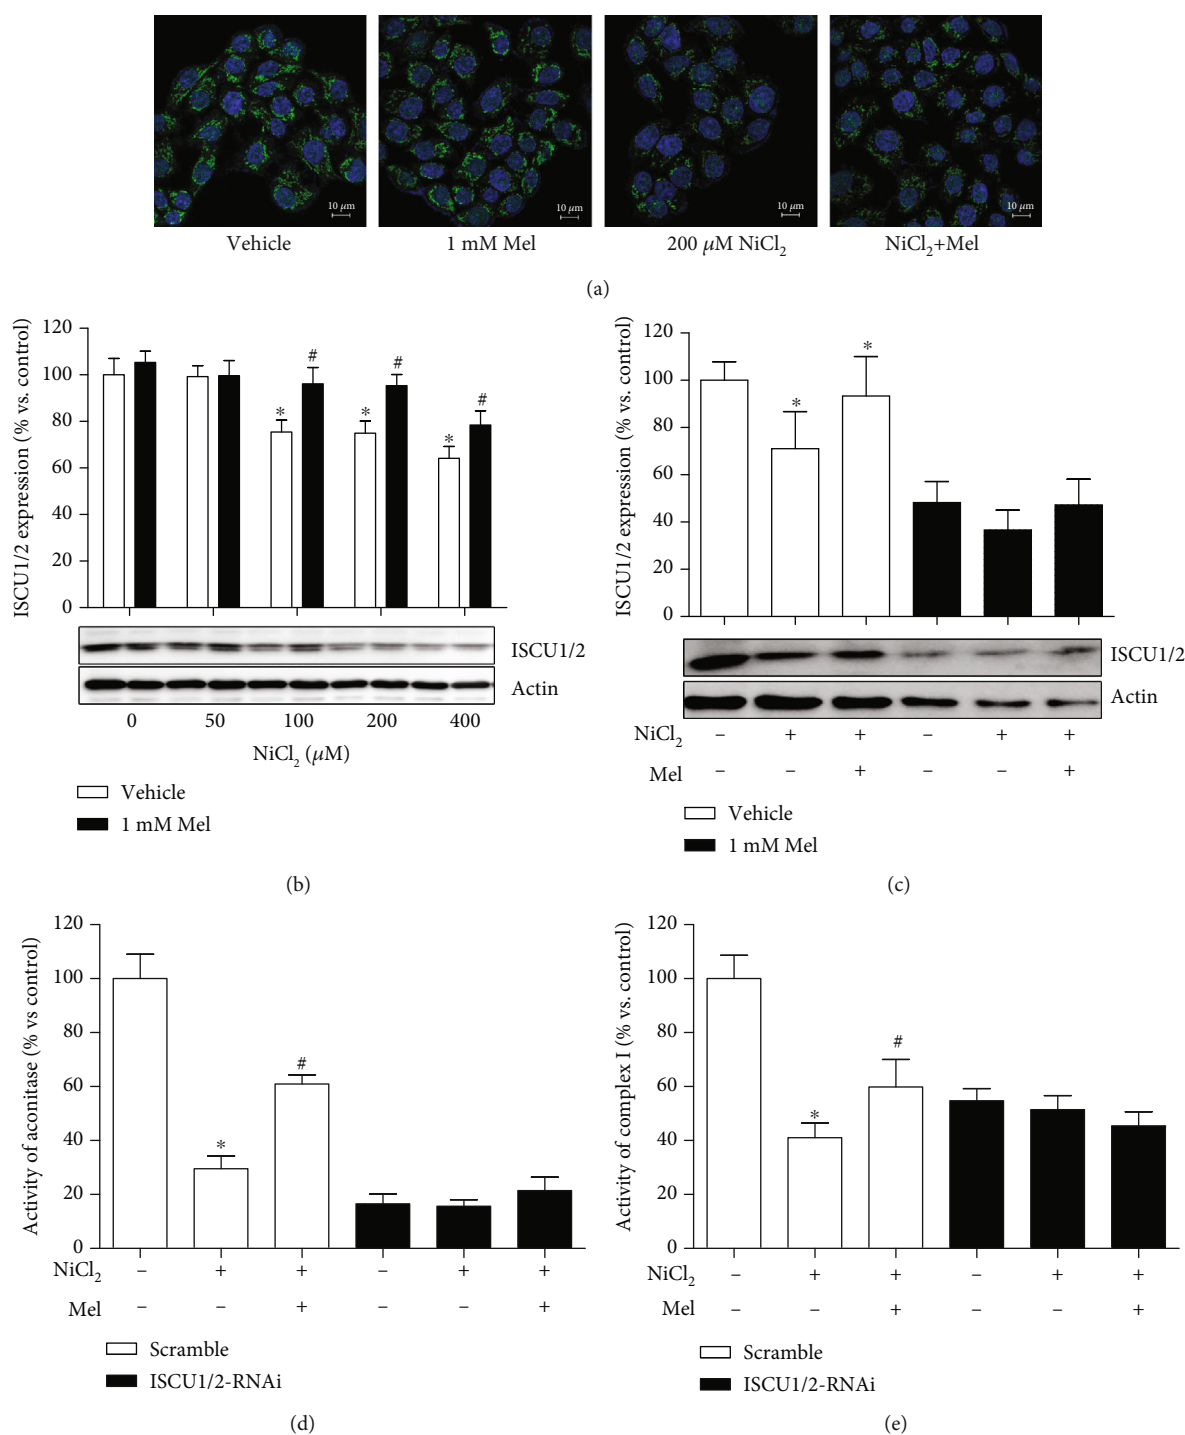 10 μm 10 μm 10 μm 10 μm
Vehicle 1 mM Mel 200 μM NiCl₂ NiCl₂+Mel
(a)
ISCU1/2 expression (% vs. control)
120
100
80
60
40
20
0
* * * # # #
ISCU1/2
Actin
0 50 100 200 400
NiCl₂ (μM)
Vehicle
1 mM Mel
(b)
ISCU1/2 expression (% vs. control)
120
100
80
60
40
20
0
* *
ISCU1/2
Actin
NiCl₂ – + + – + +
Mel – – + – – +
Vehicle
1 mM Mel
(c)
Activity of aconitase (% vs control)
120
100
80
60
40
20
0
* #
NiCl₂ – + + – + +
Mel – – + – – +
Scramble
ISCU1/2-RNAi
(d)
Activity of complex I (% vs. control)
120
100
80
60
40
20
0
* #
NiCl₂ – + + – + +
Mel – – + – – +
Scramble
ISCU1/2-RNAi
(e)